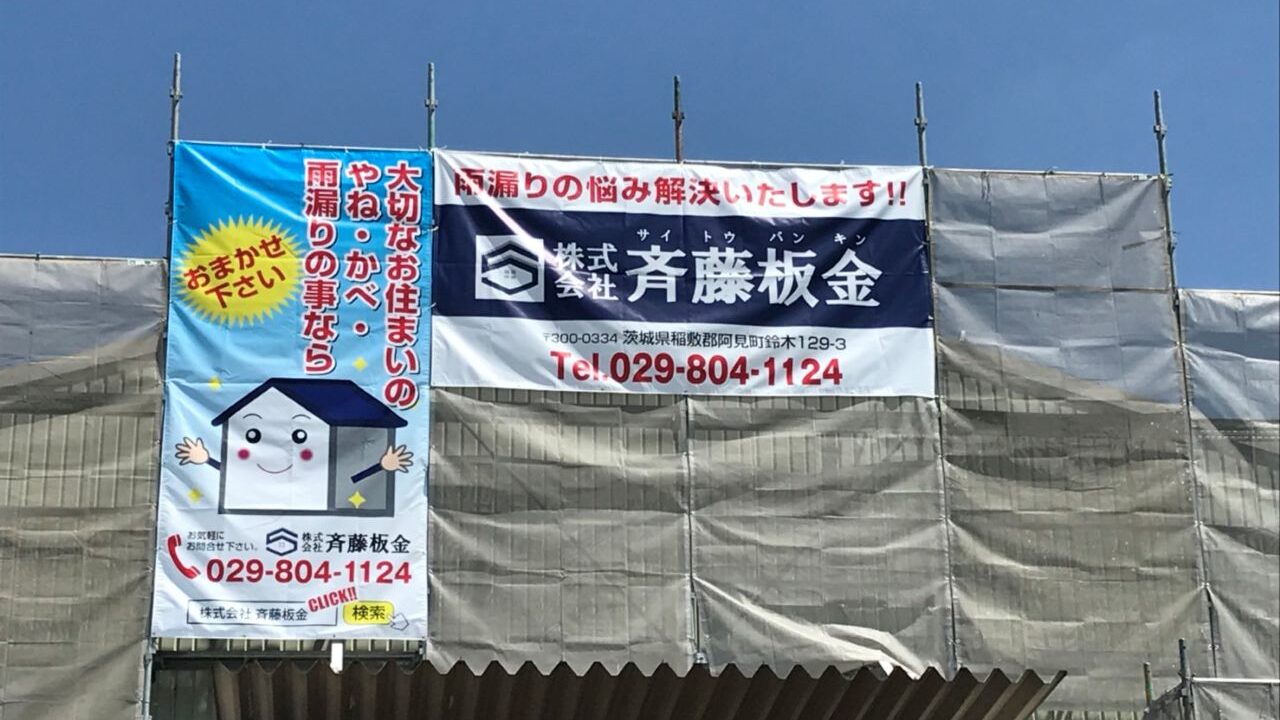 大切なお住まいの
やね・かべ・
雨漏りの事なら
おまかせ
下さい
お気軽に
お問合せ下さい。
株式会社 斉藤板金
029-804-1124
株式会社 斉藤板金
CLICK!!
検索
雨漏りの悩み解決いたします!!
サイトウ バンキン
株式会社 斉藤板金
〒300-0334 茨城県稲敷郡阿見町鈴木129-3
Tel.029-804-1124